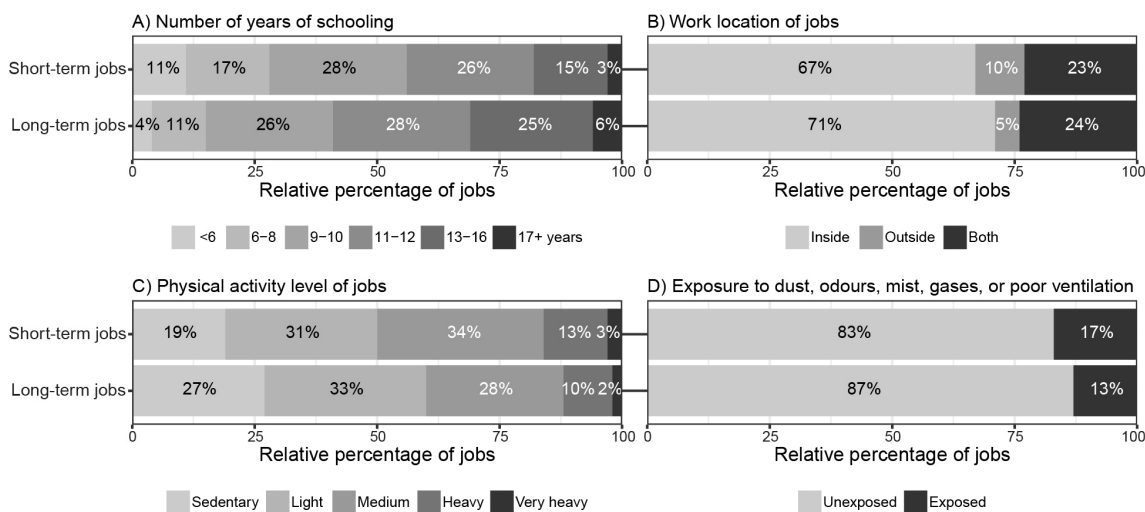 A) Number of years of schooling
Short-term jobs 11% 17% 28% 26% 15% 3%
Long-term jobs 4% 11% 26% 28% 25% 6%
0 25 50 75 100
Relative percentage of jobs
<6 6−8 9−10 11−12 13−16 17+ years
B) Work location of jobs
67% 10% 23%
71% 5% 24%
0 25 50 75 100
Relative percentage of jobs
Inside Outside Both
C) Physical activity level of jobs
Short-term jobs 19% 31% 34% 13% 3%
Long-term jobs 27% 33% 28% 10% 2%
0 25 50 75 100
Relative percentage of jobs
Sedentary Light Medium Heavy Very heavy
D) Exposure to dust, odours, mist, gases, or poor ventilation
83% 17%
87% 13%
0 25 50 75 100
Relative percentage of jobs
Unexposed Exposed